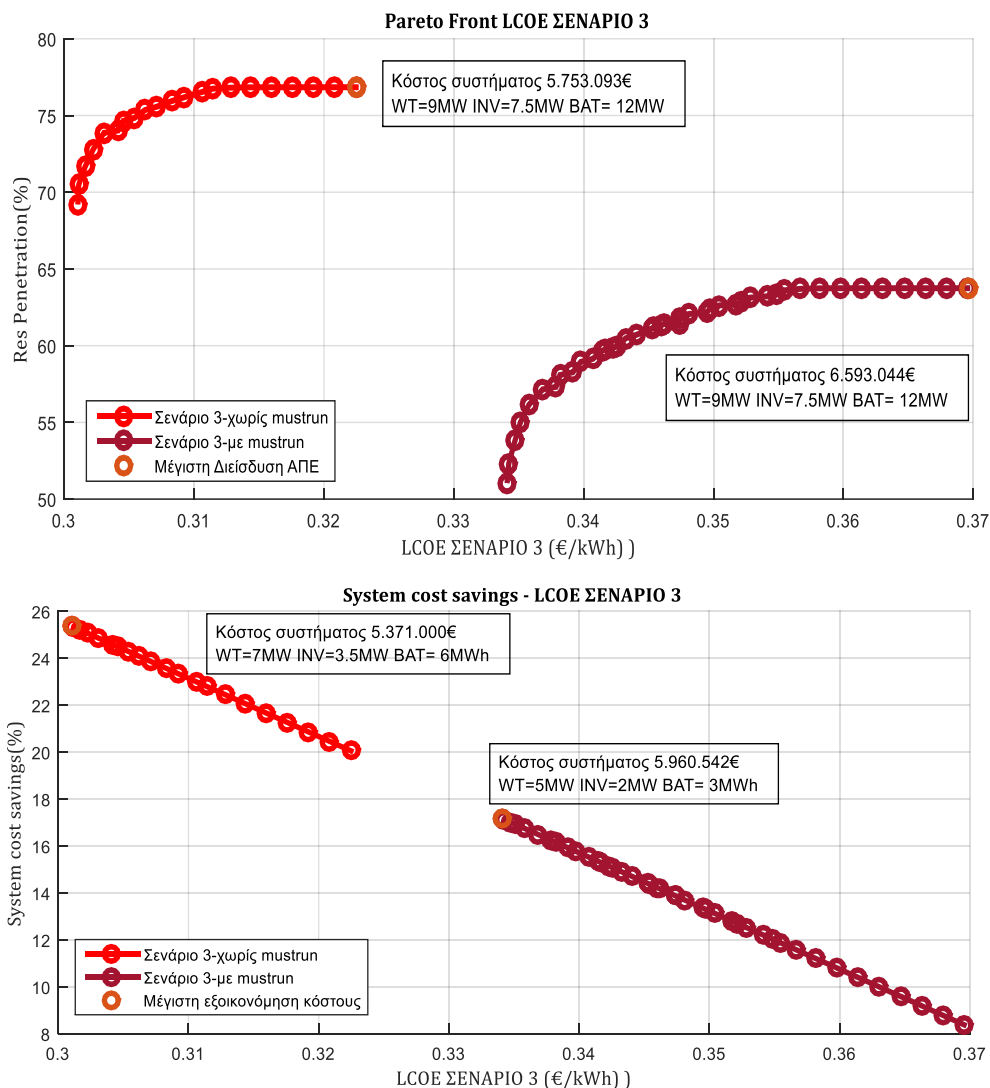 Pareto Front LCOE ΣΕΝΑΡΙΟ 3
80
75
70
65
60
55
50
Res Penetration(%)
Κόστος συστήματος 5.753.093€
WT=9MW INV=7.5MW BAT= 12MW
Κόστος συστήματος 6.593.044€
WT=9MW INV=7.5MW BAT= 12MW
Σενάριο 3-χωρίς mustrun
Σενάριο 3-με mustrun
Μέγιστη Διείσδυση ΑΠΕ
0.3 0.31 0.32 0.33 0.34 0.35 0.36 0.37
LCOE ΣΕΝΑΡΙΟ 3 (€/kWh) )
System cost savings - LCOE ΣΕΝΑΡΙΟ 3
26
24
22
20
18
16
14
12
10
8
System cost savings(%)
Κόστος συστήματος 5.371.000€
WT=7MW INV=3.5MW BAT= 6MWh
Κόστος συστήματος 5.960.542€
WT=5MW INV=2MW BAT= 3MWh
Σενάριο 3-χωρίς mustrun
Σενάριο 3-με mustrun
Μέγιστη εξοικονόμηση κόστους
0.3 0.31 0.32 0.33 0.34 0.35 0.36 0.37
LCOE ΣΕΝΑΡΙΟ 3 (€/kWh) )